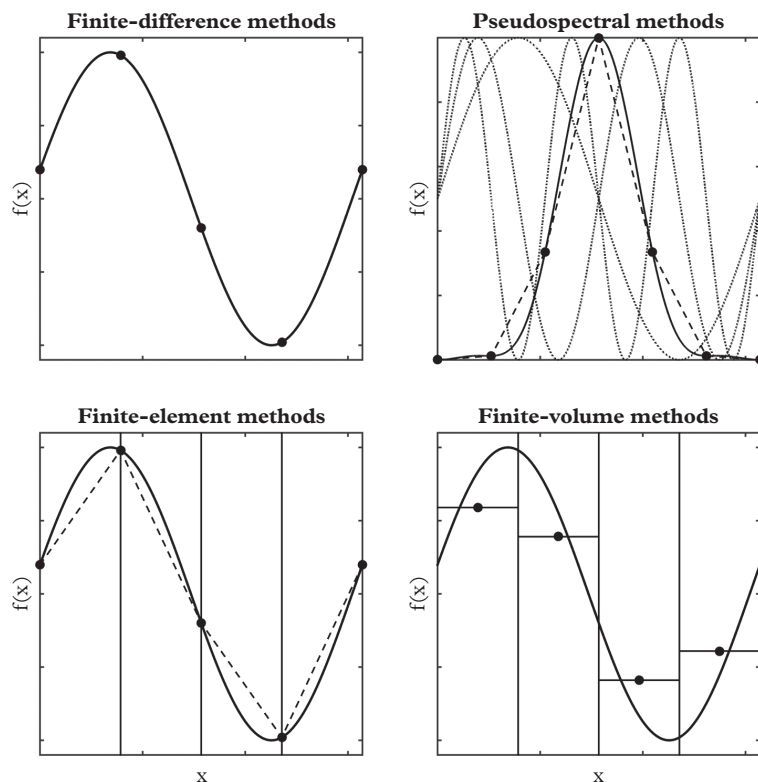 Finite-difference methods
f(x)
Pseudospectral methods
f(x)
Finite-element methods
f(x)
x
Finite-volume methods
f(x)
x